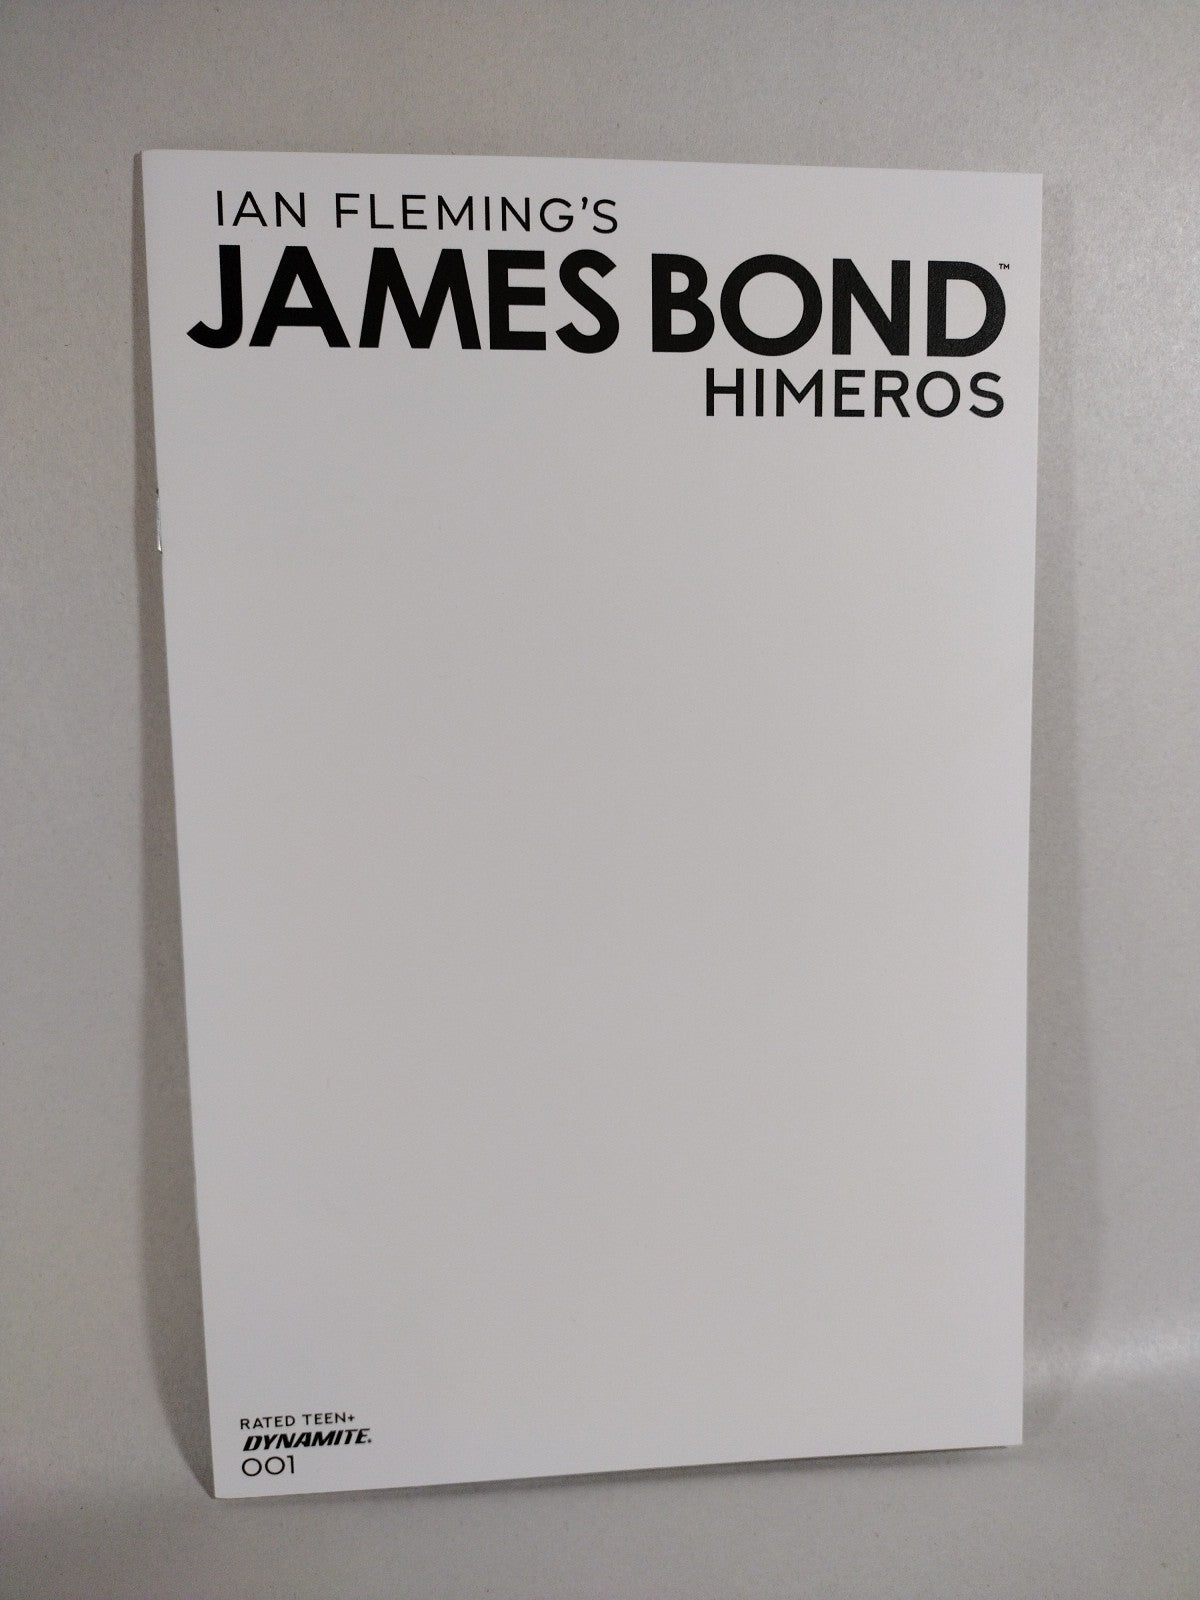 IAN FLEMING'S
JAMES BOND™
HIMEROS
RATED TEEN+
DYNAMITE.
001